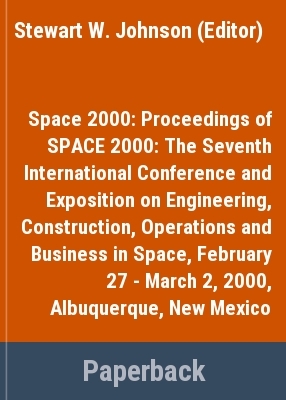 Stewart W. Johnson (Editor)
Space 2000: Proceedings of
SPACE 2000: The Seventh
International Conference and
Exposition on Engineering,
Construction, Operations and
Business in Space, February
27 - March 2, 2000,
Albuquerque, New Mexico
Paperback